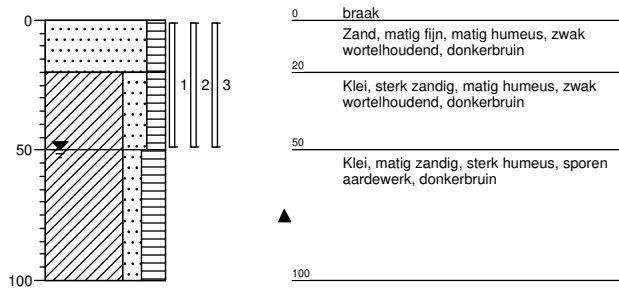 0
50
100
1 2 3
0 braak
Zand, matig fijn, matig humeus, zwak
wortelhoudend, donkerbruin
20
Klei, sterk zandig, matig humeus, zwak
wortelhoudend, donkerbruin
50
Klei, matig zandig, sterk humeus, sporen
aardewerk, donkerbruin
100